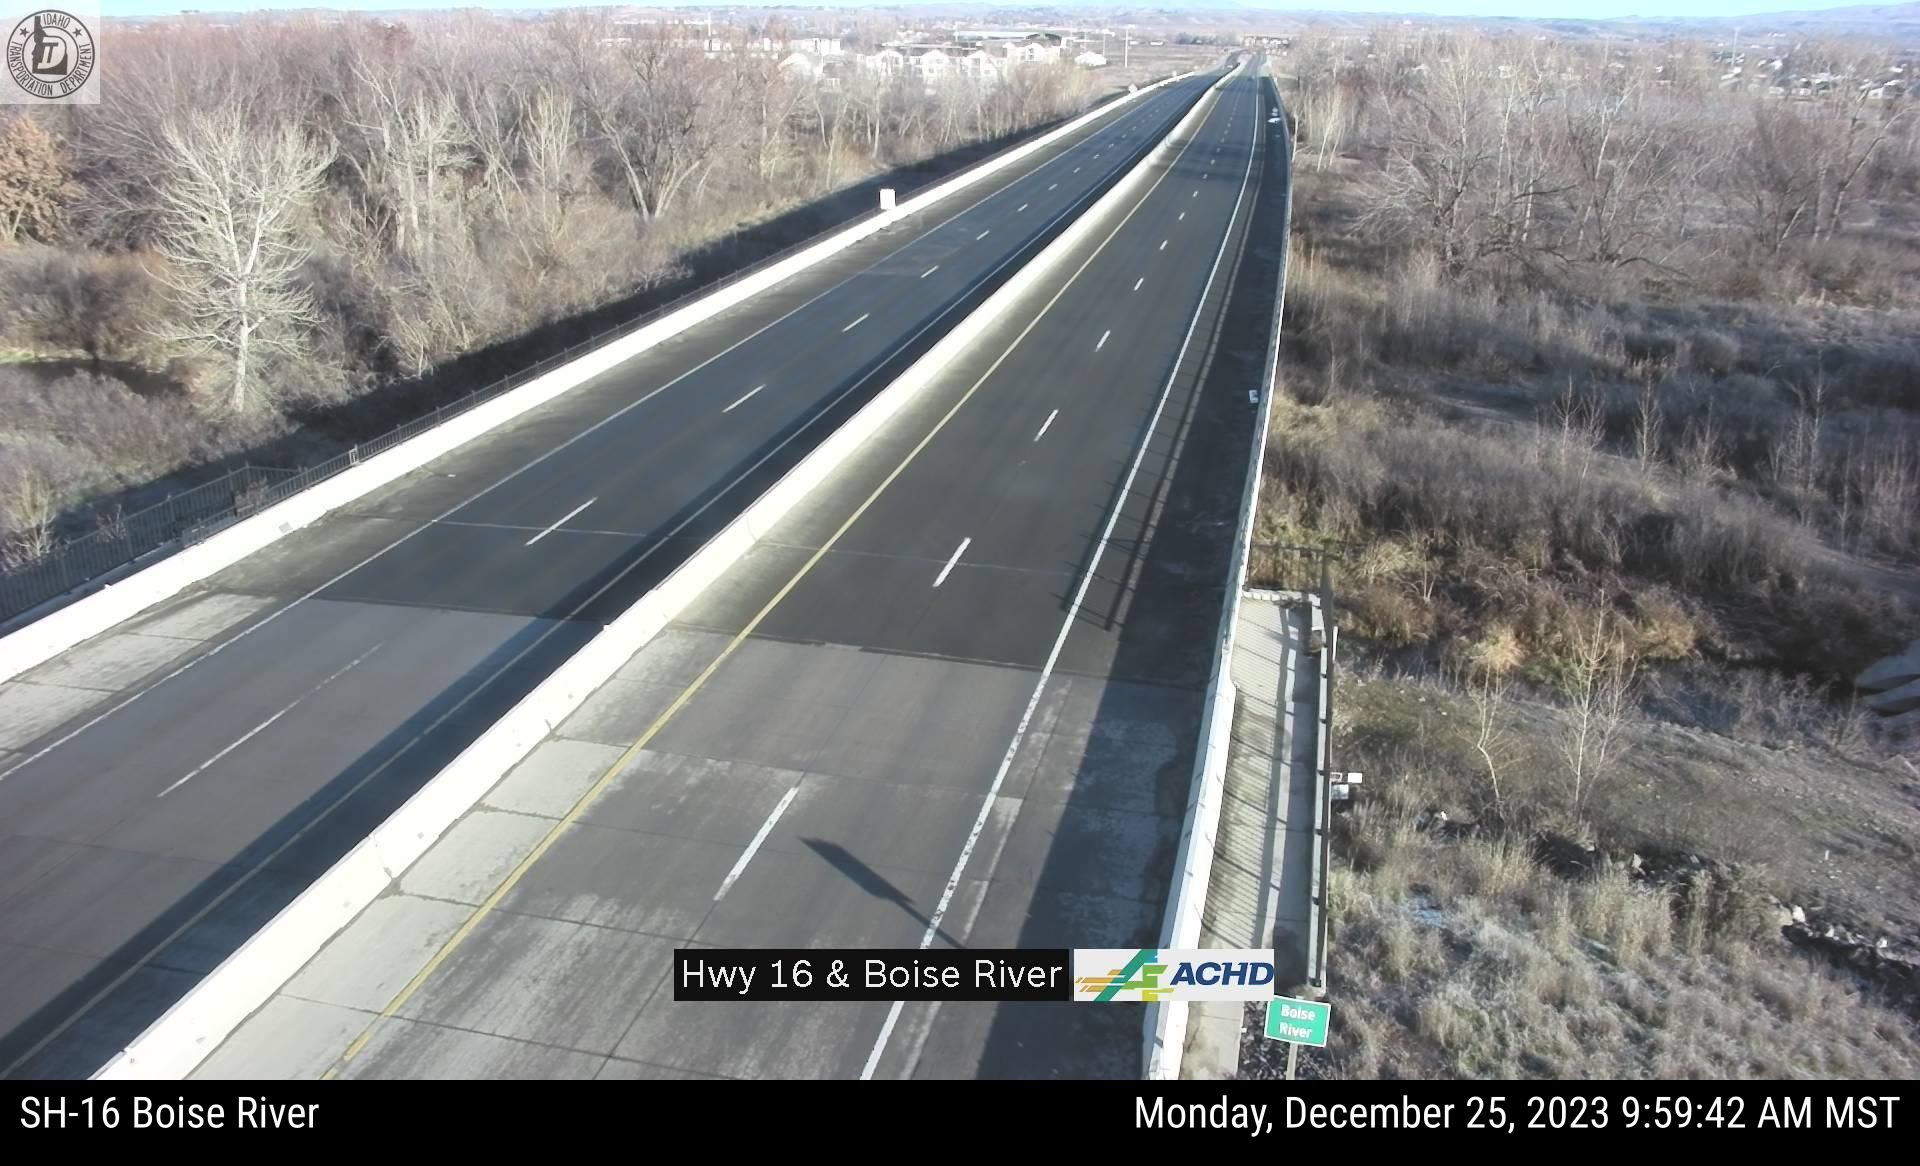 IDAHO
TRANSPORTATION DEPARTMENT
Hwy 16 & Boise River
ACHD
Boise
River
SH-16 Boise River
Monday, December 25, 2023 9:59:42 AM MST